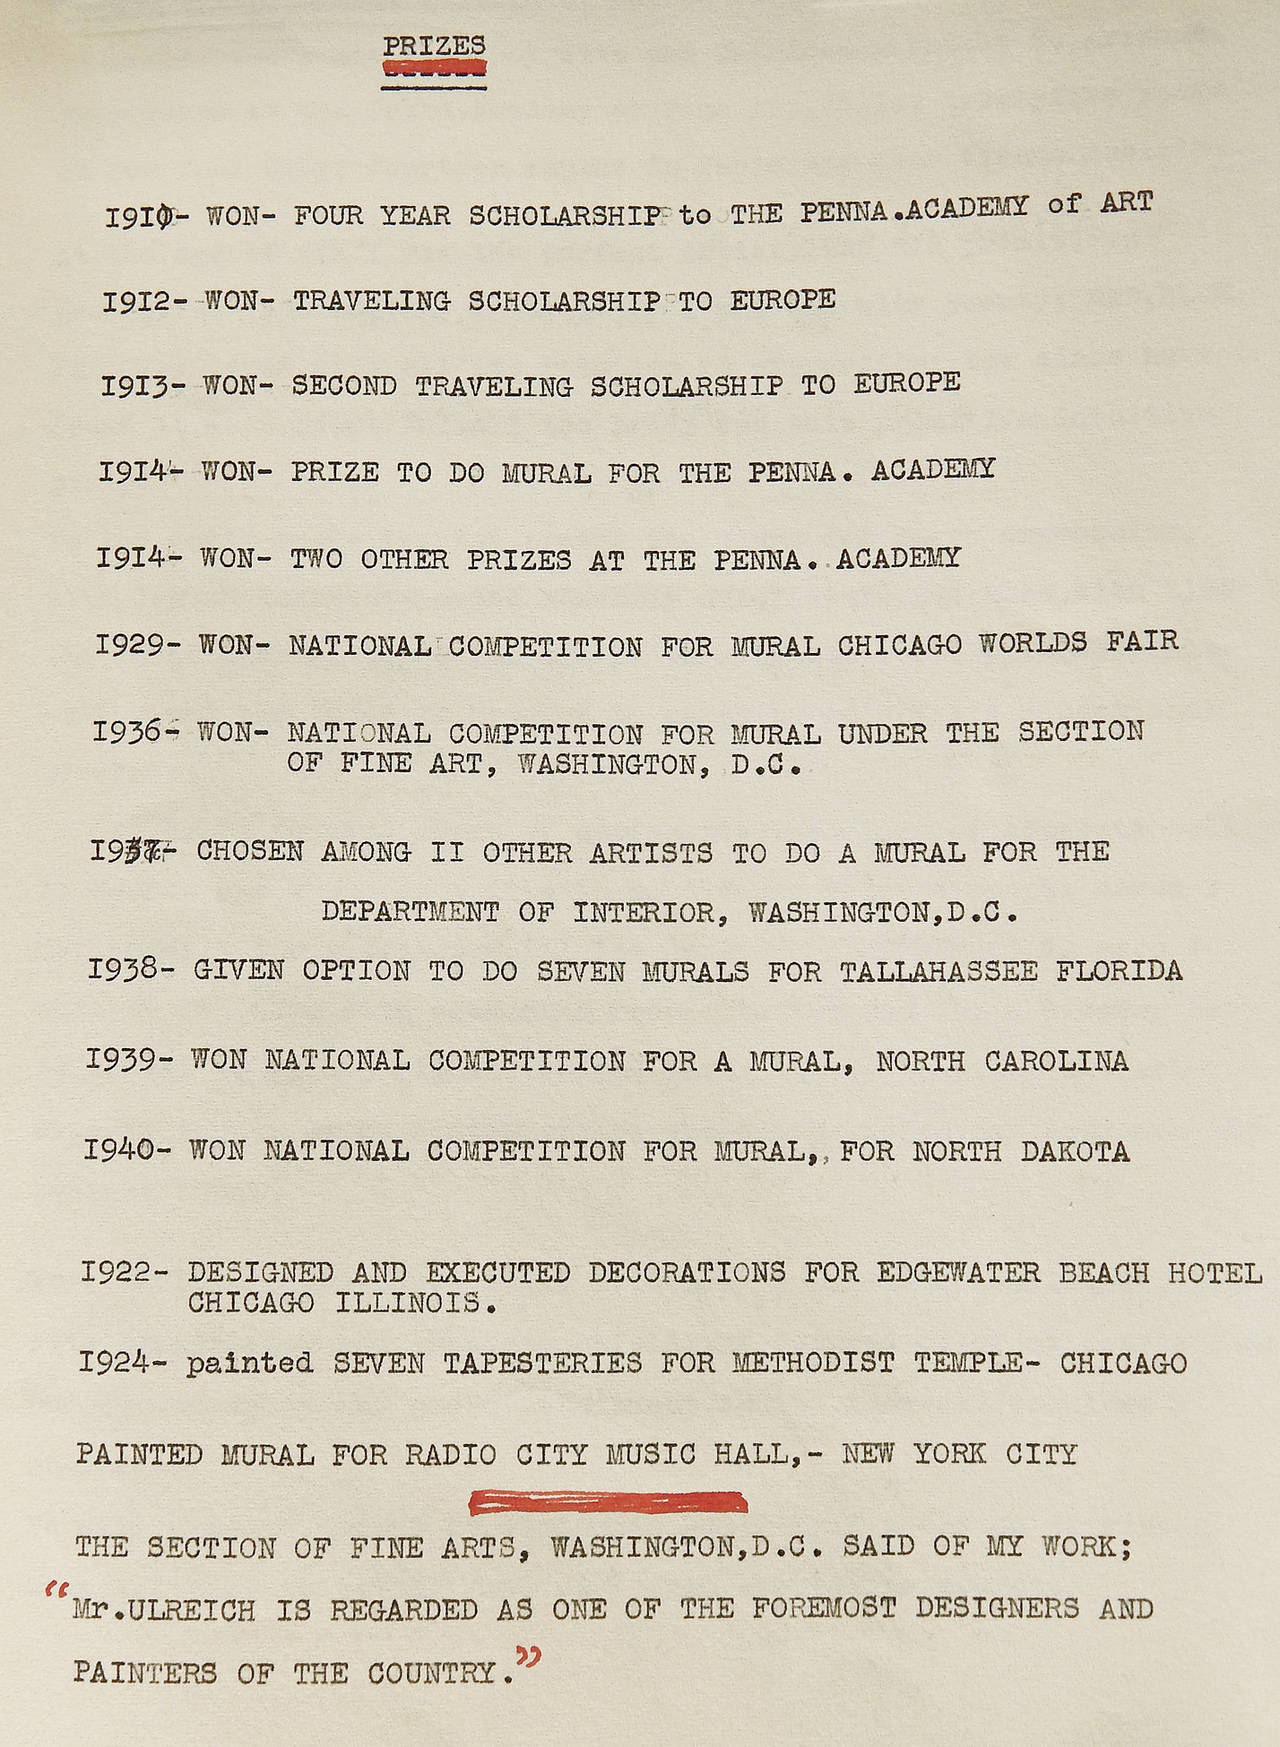 PRIZES
1910- WON- FOUR YEAR SCHOLARSHIP to THE PENNA.ACADEMY of ART
1912- WON- TRAVELING SCHOLARSHIP TO EUROPE
1913- WON- SECOND TRAVELING SCHOLARSHIP TO EUROPE
1914- WON- PRIZE TO DO MURAL FOR THE PENNA. ACADEMY
1914- WON- TWO OTHER PRIZES AT THE PENNA. ACADEMY
1929- WON- NATIONAL COMPETITION FOR MURAL CHICAGO WORLDS FAIR
1936- WON- NATIONAL COMPETITION FOR MURAL UNDER THE SECTION
OF FINE ART, WASHINGTON, D.C.
1937- CHOSEN AMONG II OTHER ARTISTS TO DO A MURAL FOR THE
DEPARTMENT OF INTERIOR, WASHINGTON,D.C.
1938- GIVEN OPTION TO DO SEVEN MURALS FOR TALLAHASSEE FLORIDA
1939- WON NATIONAL COMPETITION FOR A MURAL, NORTH CAROLINA
1940- WON NATIONAL COMPETITION FOR MURAL,, FOR NORTH DAKOTA
1922- DESIGNED AND EXECUTED DECORATIONS FOR EDGEWATER BEACH HOTEL
CHICAGO ILLINOIS.
1924- painted SEVEN TAPESTERIES FOR METHODIST TEMPLE- CHICAGO
PAINTED MURAL FOR RADIO CITY MUSIC HALL,- NEW YORK CITY
THE SECTION OF FINE ARTS, WASHINGTON,D.C. SAID OF MY WORK;
“Mr.ULREICH IS REGARDED AS ONE OF THE FOREMOST DESIGNERS AND
PAINTERS OF THE COUNTRY.”